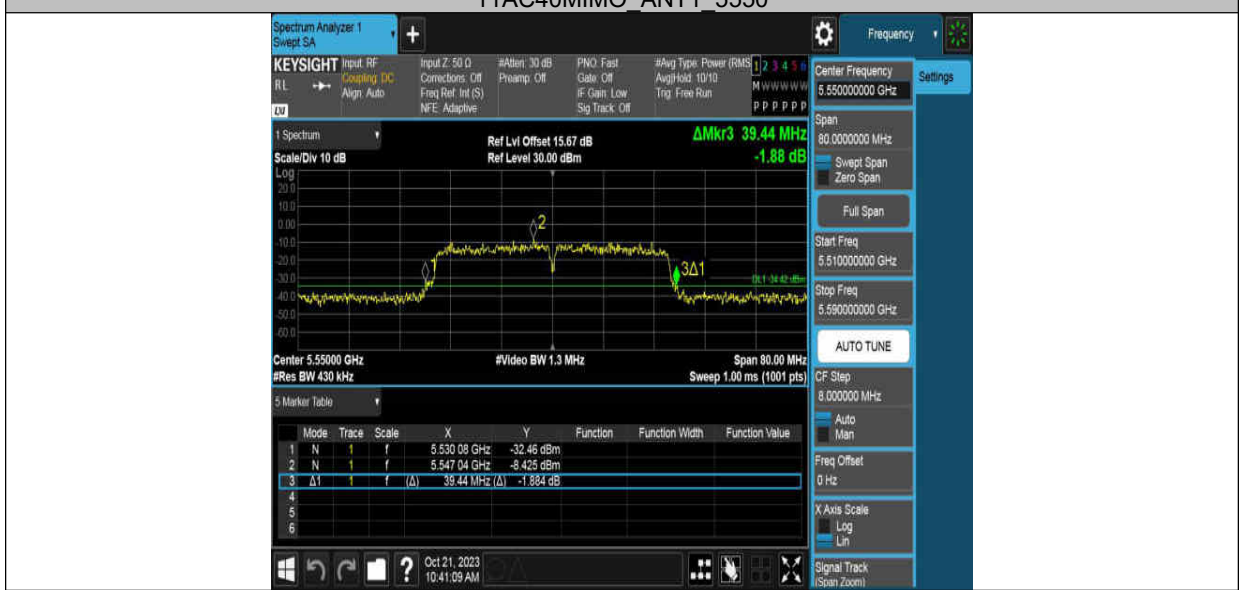 11AC40MIMO_ANT1_5550
Spectrum Analyzer 1
Swept SA
+
Frequency
KEYSIGHT
RL
LXI
Input: RF
Coupling: DC
Align: Auto
Input Z: 50 Ω
Corrections: Off
Freq Ref: Int (S)
NFE: Adaptive
#Atten: 30 dB
Preamp: Off
PNO: Fast
Gate: Off
IF Gain: Low
Sig Track: Off
#Avg Type: Power (RMS
Avg|Hold: 10/10
Trig: Free Run
1 2 3 4 5 6
M W W W W W
P P P P P P
Center Frequency
5.550000000 GHz
Settings
Span
80.0000000 MHz
Swept Span
Zero Span
Full Span
Start Freq
5.510000000 GHz
Stop Freq
5.590000000 GHz
AUTO TUNE
CF Step
8.000000 MHz
Auto
Man
Freq Offset
0 Hz
X Axis Scale
Log
Lin
Signal Track
(Span Zoom)
1 Spectrum
Scale/Div 10 dB
Ref Lvl Offset 15.67 dB
Ref Level 30.00 dBm
ΔMkr3 39.44 MHz
-1.88 dB
Log
20.0
10.0
0.00
-10.0
-20.0
-30.0
-40.0
-50.0
-60.0
1
2
3Δ1
DL1 -34.42 dBm
Center 5.55000 GHz
#Video BW 1.3 MHz
Span 80.00 MHz
#Res BW 430 kHz
Sweep 1.00 ms (1001 pts)
5 Marker Table
Mode Trace Scale X Y Function Function Width Function Value
1 N 1 f 5.530 08 GHz -32.46 dBm
2 N 1 f 5.547 04 GHz -8.425 dBm
3 Δ1 1 f (Δ) 39.44 MHz (Δ) -1.884 dB
4
5
6
?
Oct 21, 2023
10:41:09 AM